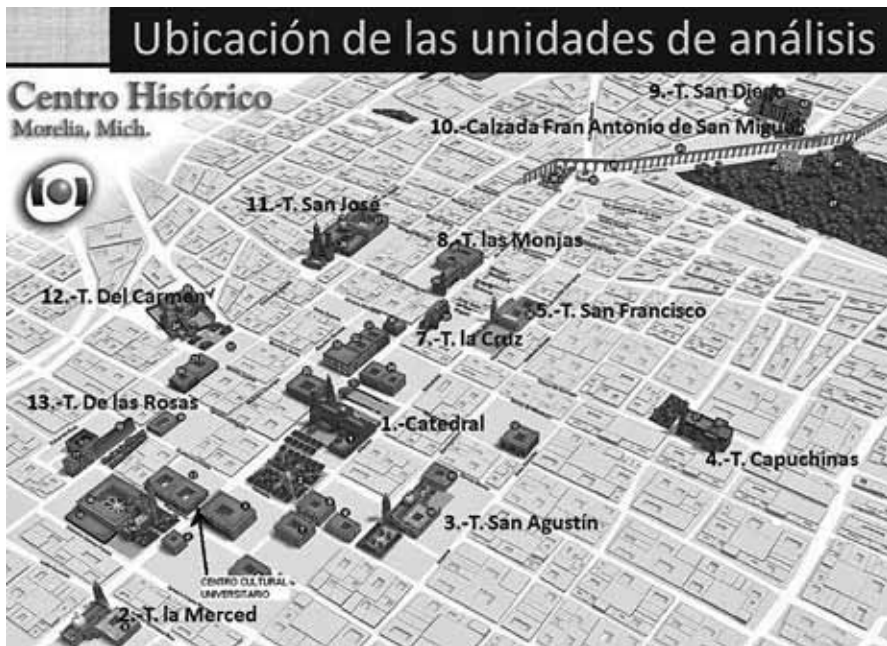 Ubicación de las unidades de análisis
Centro Histórico
Morelia, Mich.
9.-T. San Diego
10.-Calzada Fran Antonio de San Miguel
11.-T. San José
8.-T. las Monjas
12.-T. Del Carmen
5.-T. San Francisco
7.-T. la Cruz
13.-T. De las Rosas
1.-Catedral
4.-T. Capuchinas
3.-T. San Agustín
CENTRO CULTURAL
UNIVERSITARIO
2.-T. la Merced